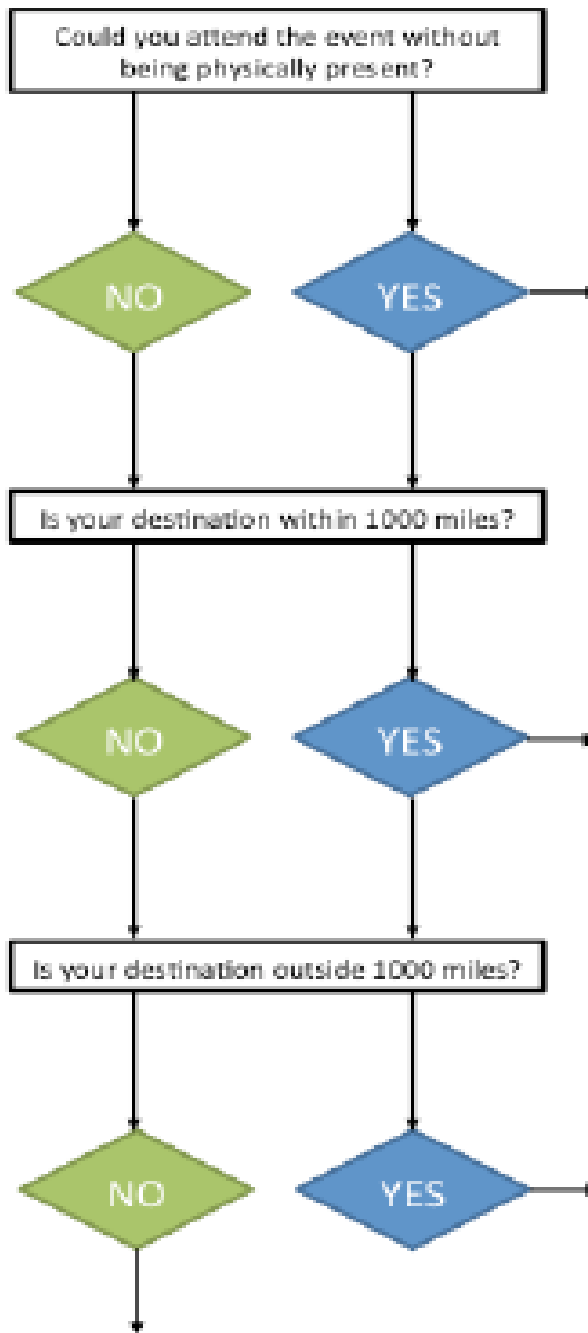 Could you attend the event without
being physically present?
NO
YES
Is your destination within 1000 miles?
NO
YES
Is your destination outside 1000 miles?
NO
YES